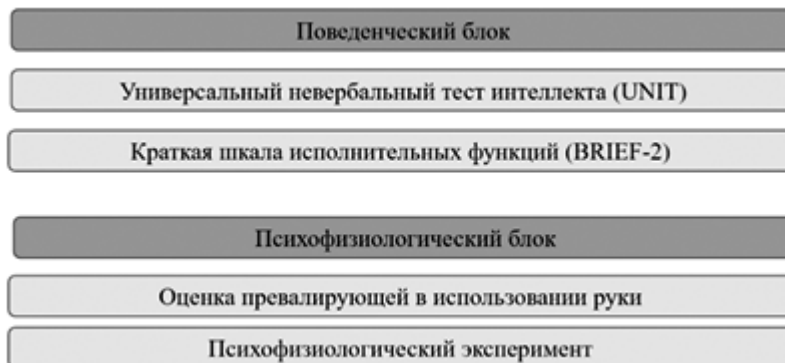 Поведенческий блок
Универсальный невербальный тест интеллекта (UNIT)
Краткая шкала исполнительных функций (BRIEF-2)
Психофизиологический блок
Оценка превалирующей в использовании руки
Психофизиологический эксперимент